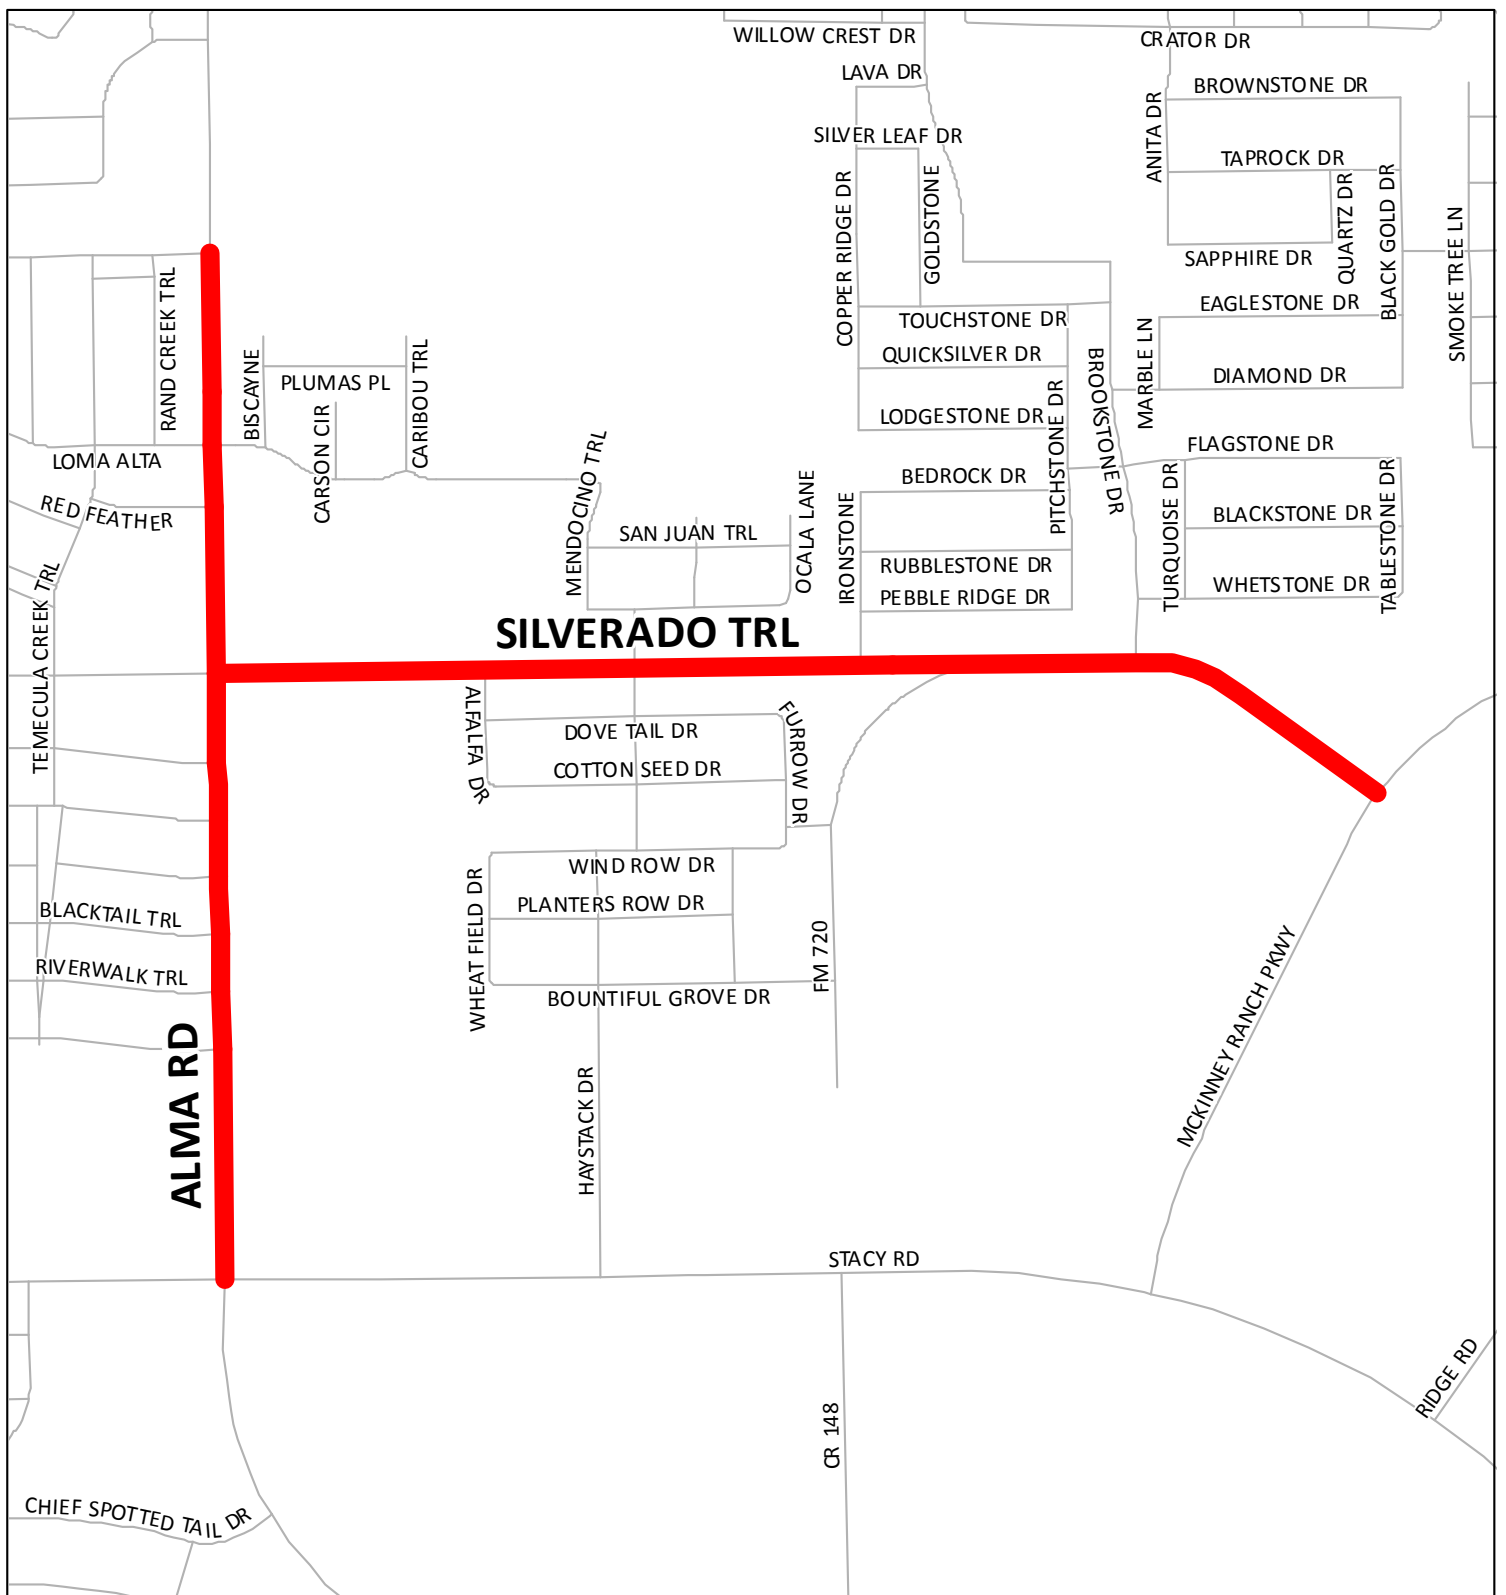 WILLOW CREST DR
CRATOR DR
LAVA DR
BROWNSTONE DR
ANITA DR
SILVER LEAF DR
TAPROCK DR
COPPER RIDGE DR
GOLDSTONE
QUARTZ DR
BLACK GOLD DR
SMOKE TREE LN
SAPPHIRE DR
RAND CREEK TRL
EAGLESTONE DR
TOUCHSTONE DR
MARBLE LN
BISCAYNE
CARIBOU TRL
QUICKSILVER DR
BROOKSTONE DR
DIAMOND DR
PLUMAS PL
PITCHSTONE DR
LODGESTONE DR
CARSON CIR
FLAGSTONE DR
LOMA ALTA
MENDOCINO TRL
BEDROCK DR
OCALA LANE
IRONSTONE
TURQUOISE DR
TABLESTONE DR
RED FEATHER
BLACKSTONE DR
SAN JUAN TRL
RUBBLESTONE DR
WHETSTONE DR
PEBBLE RIDGE DR
TEMECULA CREEK TRL
SILVERADO TRL
ALFALFA DR
FURROW DR
DOVE TAIL DR
COTTON SEED DR
WIND ROW DR
WHEAT FIELD DR
PLANTERS ROW DR
BLACKTAIL TRL
FM 720
RIVERWALK TRL
BOUNTIFUL GROVE DR
MCKINNEY RANCH PKWY
ALMA RD
HAYSTACK DR
STACY RD
RIDGE RD
CR 148
CHIEF SPOTTED TAIL DR